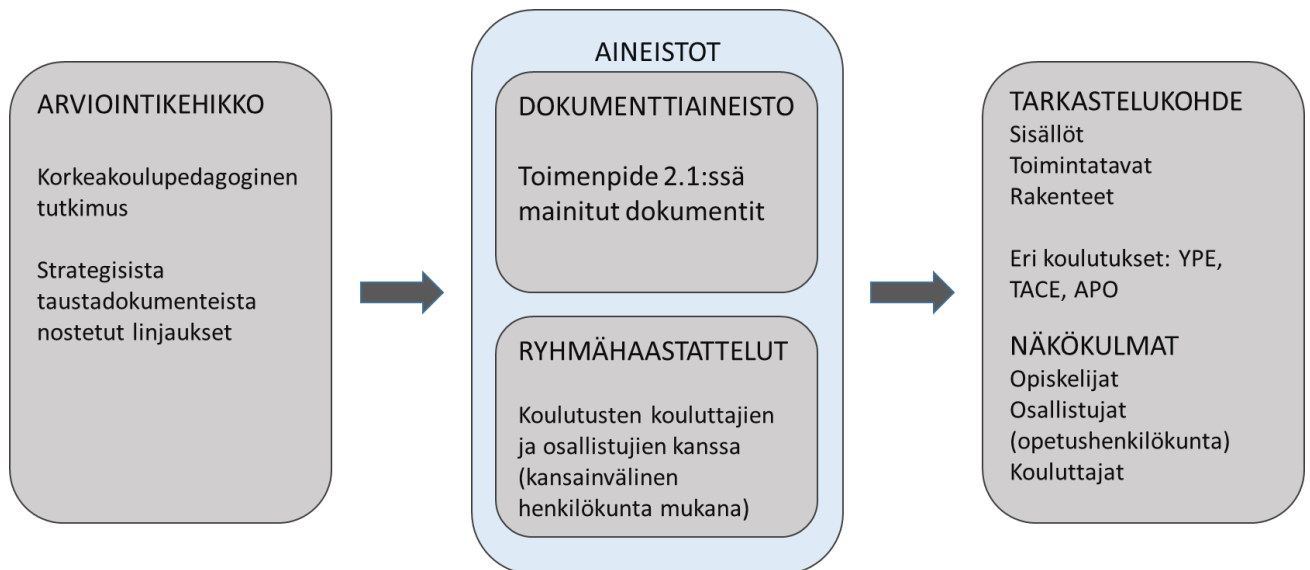 ARVIOINTIKEHIKKO
Korkeakoulupedagoginen
tutkimus
Strategisista
taustadokumenteista
nostetut linjaukset
AINEISTOT
DOKUMENTTIAINEISTO
Toimenpide 2.1:ssä
mainitut dokumentit
RYHMÄHAASTATTELUT
Koulutusten kouluttajien
ja osallistujien kanssa
(kansainvälinen
henkilökunta mukana)
TARKASTELUKOHDE
Sisällöt
Toimintatavat
Rakenteet
Eri koulutukset: YPE,
TACE, APO
NÄKÖKULMAT
Opiskelijat
Osallistujat
(opetushenkilökunta)
Kouluttajat